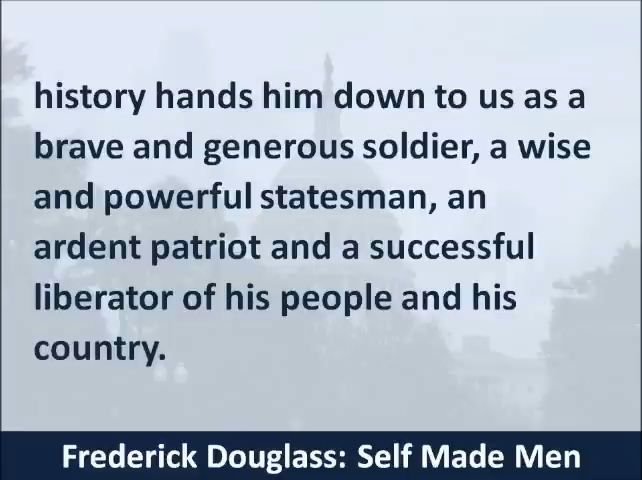 history hands him down to us as a
brave and generous soldier, a wise
and powerful statesman, an
ardent patriot and a successful
liberator of his people and his
country.
Frederick Douglass: Self Made Men